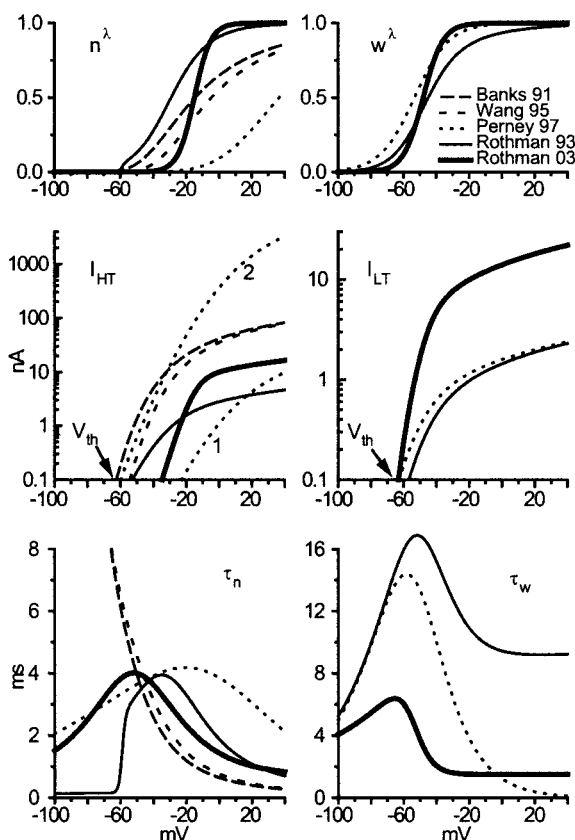 1.0
0.5
0.0
n^λ
-100 -60 -20 20
w^λ
Banks 91
Wang 95
Perney 97
Rothman 93
Rothman 03
1.0
0.5
0.0
-100 -60 -20 20
1000
100
10
1
0.1
nA
I_HT
2
1
V_th
-100 -60 -20 20
10
1
0.1
I_LT
V_th
-100 -60 -20 20
8
6
4
2
0
ms
τ_n
-100 -60 -20 20
mV
16
12
8
4
0
τ_w
-100 -60 -20 20
mV